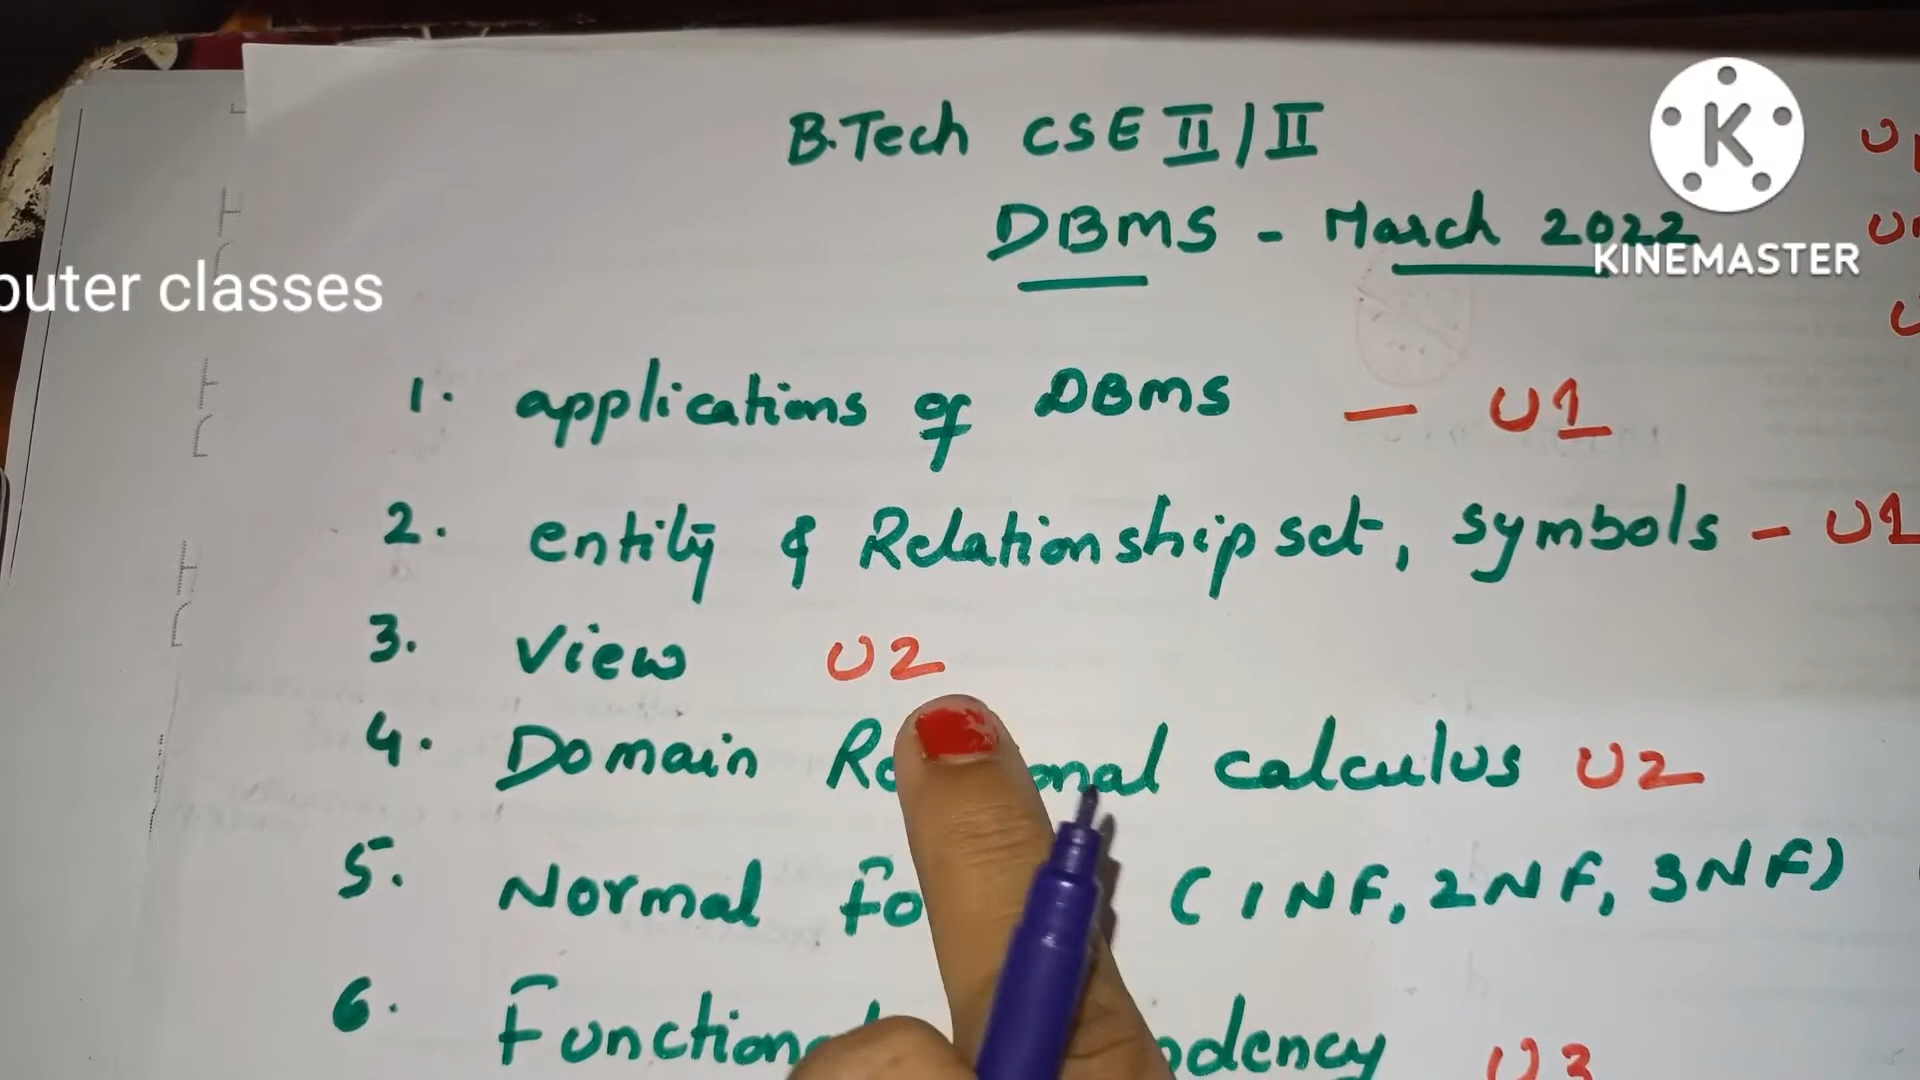 B.Tech CSE II/II
DBMS - March 2022
KINEMASTER
puter classes
1. applications of DBMS - U1
2. entity & Relationship set, symbols - U1
3. View U2
4. Domain calculus U2
5. Normal (1NF, 2NF, 3NF)
6. U3